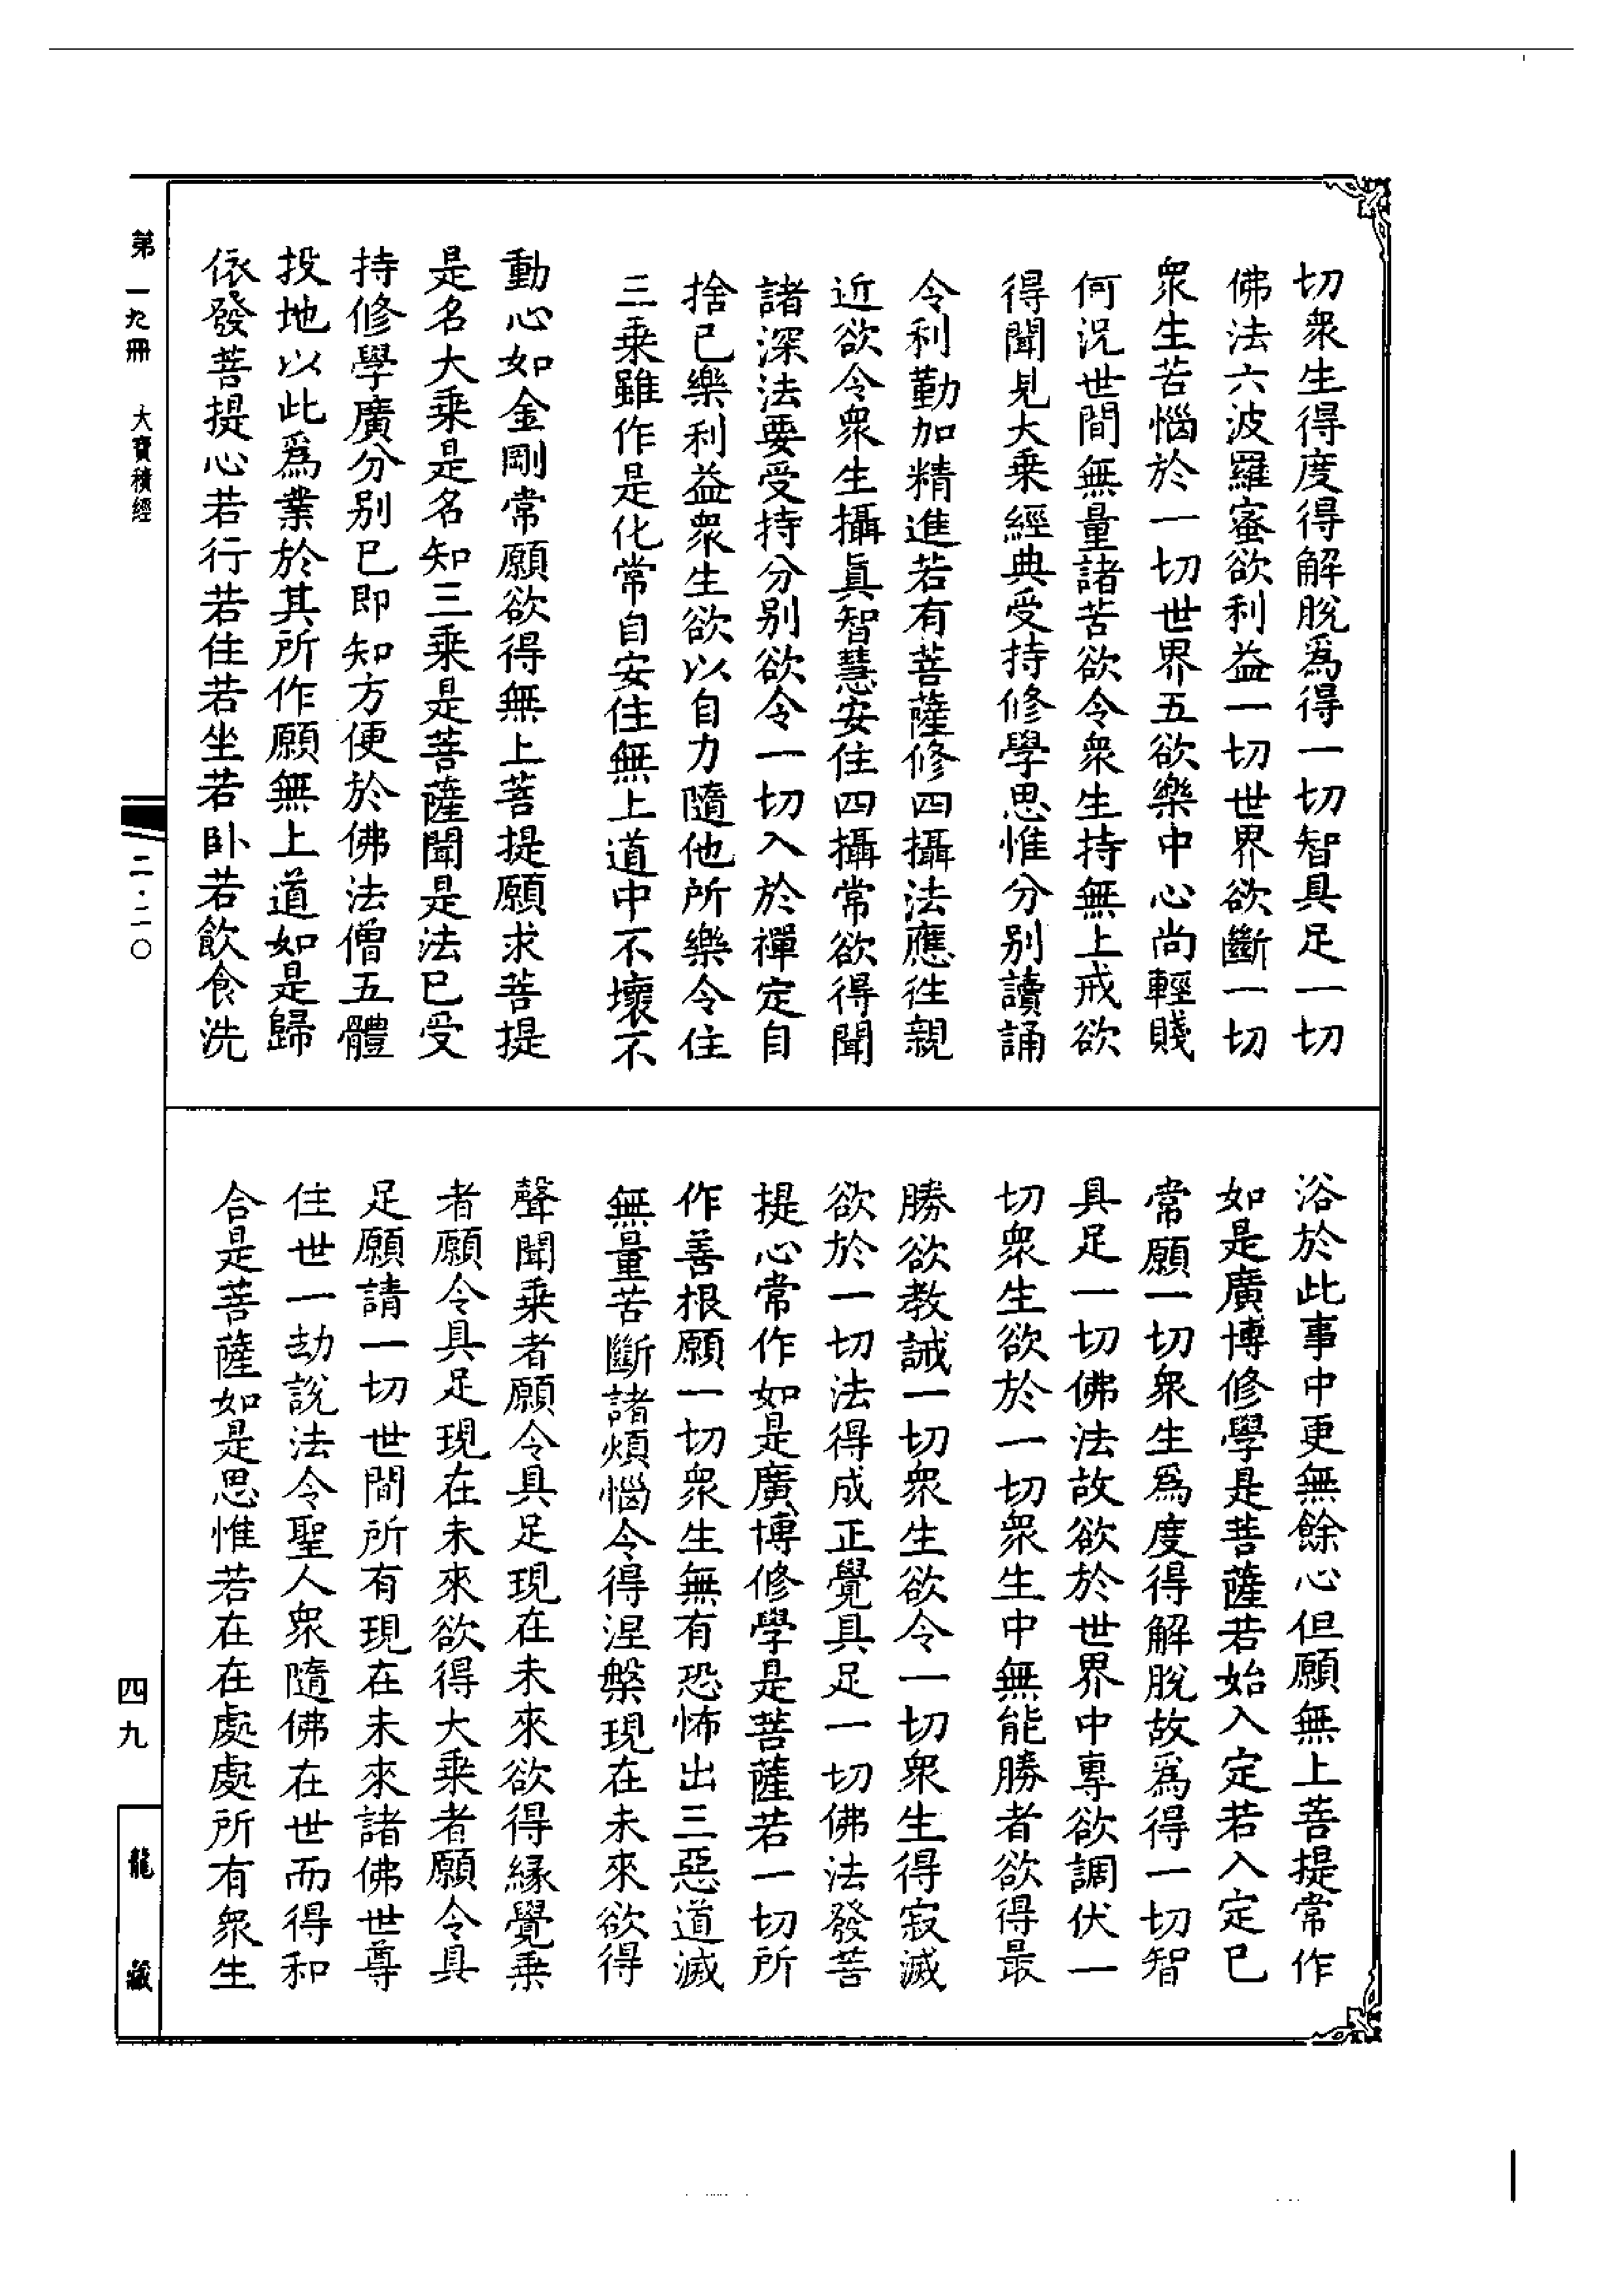 切衆生得度得解脫爲得一切智具足一切
佛法六波羅蜜欲利益一切世界欲斷一切
衆生苦惱於一切世界五欲樂中心尚輕賤
何況世間無量諸苦欲令衆生持無上戒欲
得聞見大乘經典受持修學思惟分別讀誦
令利勤加精進若有菩薩修四攝法應往親
近欲令衆生攝眞智慧安住四攝常欲得聞
諸深法要受持分別欲令一切入於禪定自
捨已樂利益衆生欲以自力隨他所樂令住
三乘雖作是化常自安住無上道中不壞不
動心如金剛常願欲得無上菩提願求菩提
是名大乘是名知三乘是菩薩聞是法已受
持修學廣分別已即知方便於佛法僧五體
投地以此爲業於其所作願無上道如是歸
依發菩提心若行若住若坐若卧若飲食洗
浴於此事中更無餘心但願無上菩提常作
如是廣博修學是菩薩若始入定若入定已
常願一切衆生爲度得解脫故爲得一切智
具足一切佛法故欲於世界中專欲調伏一
切衆生欲於一切衆生中無能勝者欲得最
勝欲教誡一切衆生欲令一切衆生得寂滅
欲於一切法得成正覺具足一切佛法發菩
提心常作如是廣博修學是菩薩若一切所
作善根願一切衆生無有恐怖出三惡道滅
無量苦斷諸煩惱令得涅槃現在未來欲得
聲聞乘者願令具足現在未來欲得緣覺乘
者願令具足現在未來欲得大乘者願令具
足願請一切世間所有現在未來諸佛世尊
住世一劫說法令聖人衆隨佛在世而得和
合是菩薩如是思惟若在在處處所有衆生
第一九冊 大寶積經
二·二〇
四九
龍藏